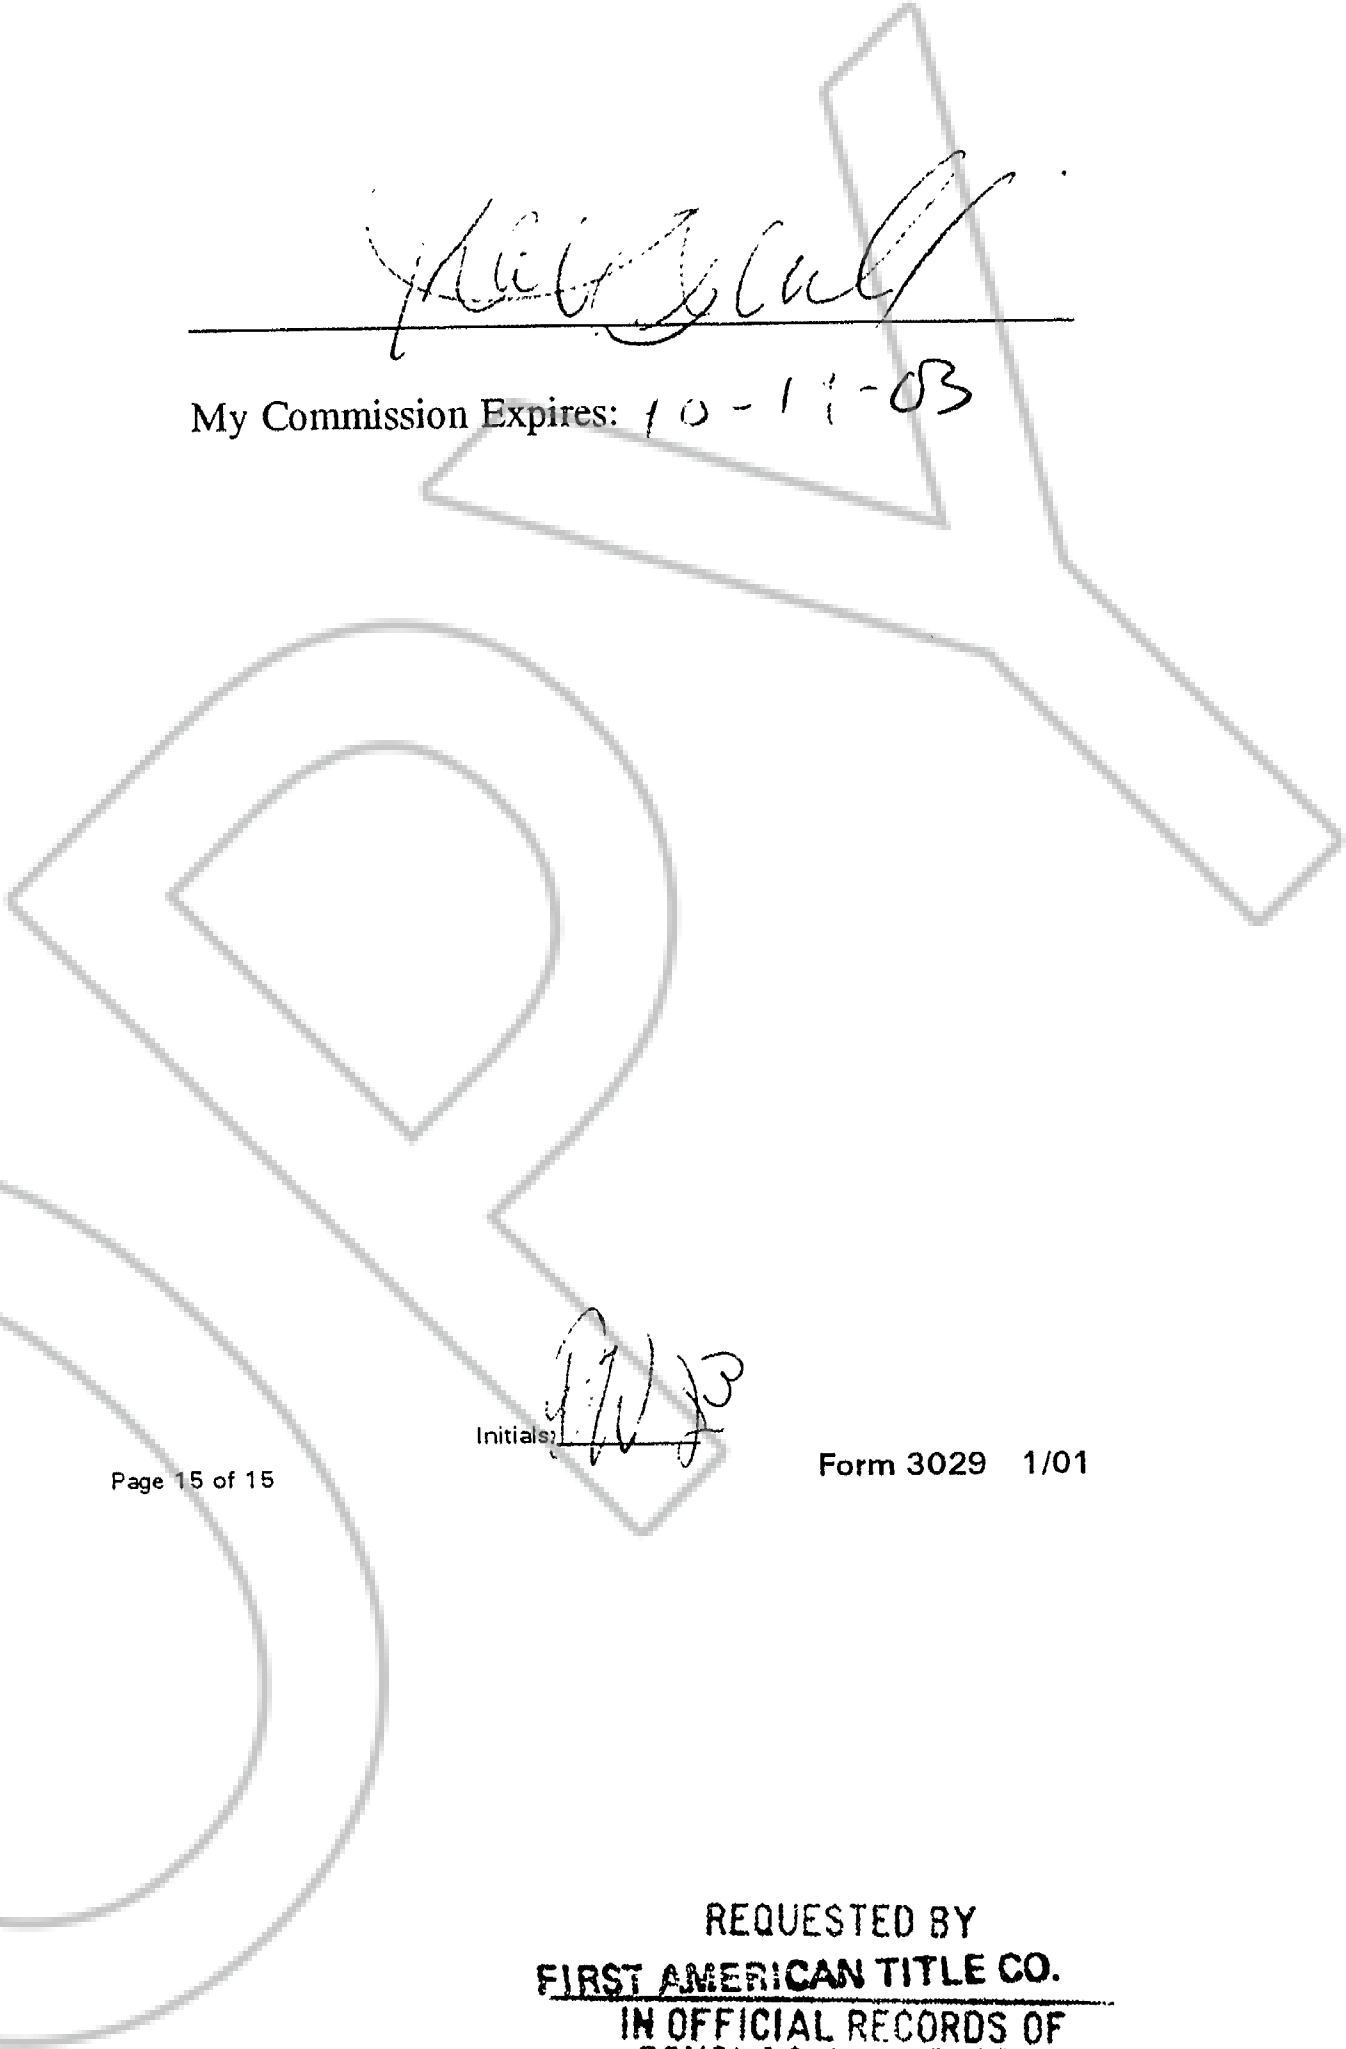 My Commission Expires: 10-11-03
Initials:
Page 15 of 15
Form 3029 1/01
REQUESTED BY
FIRST AMERICAN TITLE CO.
IN OFFICIAL RECORDS OF